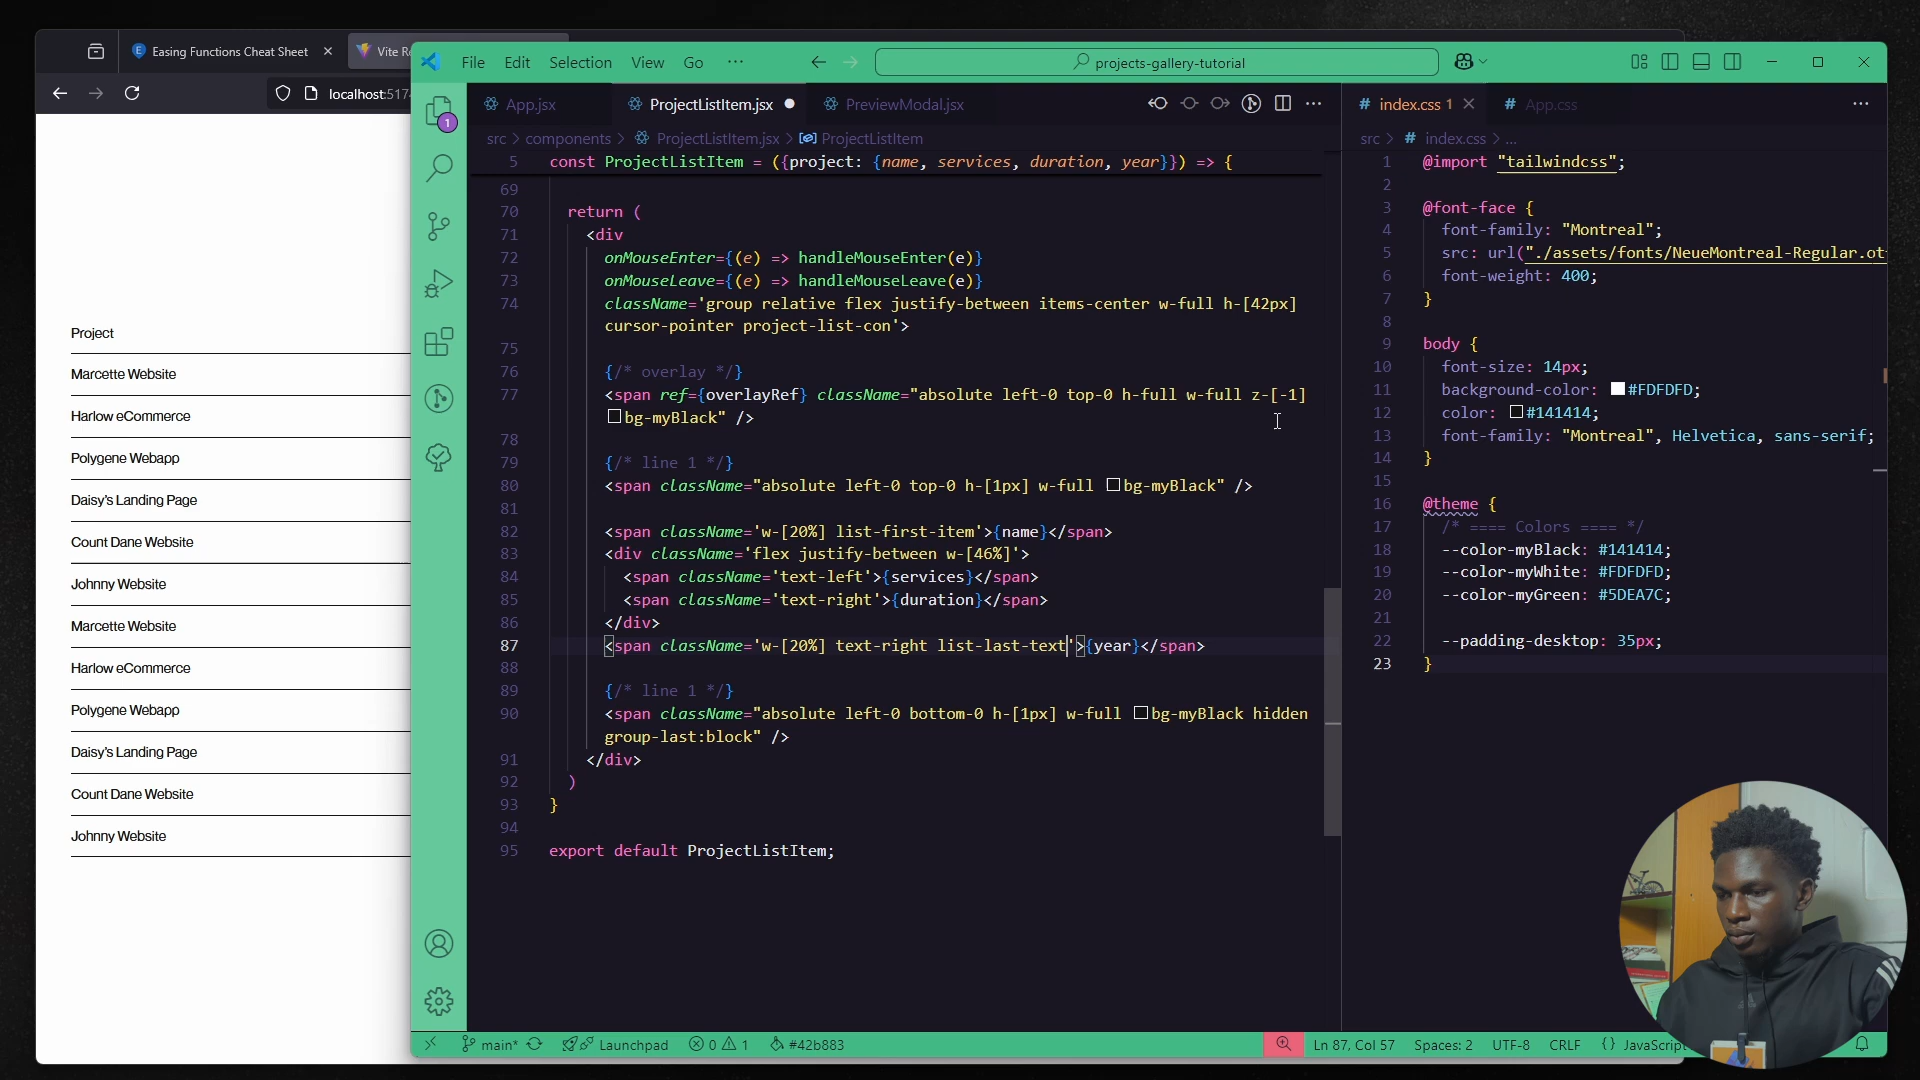 Easing Functions Cheat Sheet
Vite Re
localhost:5174
Project
Marcette Website
Harlow eCommerce
Polygene Webapp
Daisy's Landing Page
Count Dane Website
Johnny Website
Marcette Website
Harlow eCommerce
Polygene Webapp
Daisy's Landing Page
Count Dane Website
Johnny Website
File Edit Selection View Go ···
projects-gallery-tutorial
1
App.jsx
ProjectListItem.jsx
PreviewModal.jsx
src > components > ProjectListItem.jsx > ProjectListItem
5 const ProjectListItem = ({project: {name, services, duration, year}}) => {
69
70 return (
71 <div
72 onMouseEnter={(e) => handleMouseEnter(e)}
73 onMouseLeave={(e) => handleMouseLeave(e)}
74 className='group relative flex justify-between items-center w-full h-[42px]
cursor-pointer project-list-con'>
75
76 {/* overlay */}
77 <span ref={overlayRef} className="absolute left-0 top-0 h-full w-full z-[-1]
bg-myBlack" />
78
79 {/* line 1 */}
80 <span className="absolute left-0 top-0 h-[1px] w-full bg-myBlack" />
81
82 <span className='w-[20%] list-first-item'>{name}</span>
83 <div className='flex justify-between w-[46%]'>
84 <span className='text-left'>{services}</span>
85 <span className='text-right'>{duration}</span>
86 </div>
87 <span className='w-[20%] text-right list-last-text'>{year}</span>
88
89 {/* line 1 */}
90 <span className="absolute left-0 bottom-0 h-[1px] w-full bg-myBlack hidden
group-last:block" />
91 </div>
92 )
93 }
94
95 export default ProjectListItem;
index.css 1
App.css
src > index.css > ...
1 @import "tailwindcss";
2
3 @font-face {
4 font-family: "Montreal";
5 src: url("./assets/fonts/NeueMontreal-Regular.ot
6 font-weight: 400;
7 }
8
9 body {
10 font-size: 14px;
11 background-color: #FDFDFD;
12 color: #141414;
13 font-family: "Montreal", Helvetica, sans-serif;
14 }
15
16 @theme {
17 /* ==== Colors ==== */
18 --color-myBlack: #141414;
19 --color-myWhite: #FDFDFD;
20 --color-myGreen: #5DEA7C;
21
22 --padding-desktop: 35px;
23 }
main* Launchpad 0 1 #42b883
Ln 87, Col 57 Spaces: 2 UTF-8 CRLF {} JavaScript